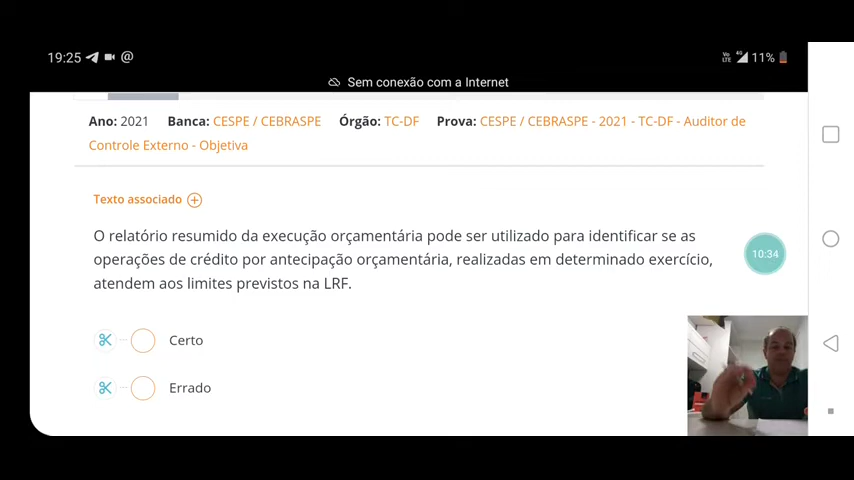 19:25 @ Vo LTE 4G 11%
Sem conexão com a Internet
Ano: 2021 Banca: CESPE / CEBRASPE Órgão: TC-DF Prova: CESPE / CEBRASPE - 2021 - TC-DF - Auditor de
Controle Externo - Objetiva
Texto associado
O relatório resumido da execução orçamentária pode ser utilizado para identificar se as
operações de crédito por antecipação orçamentária, realizadas em determinado exercício,
atendem aos limites previstos na LRF.
10:34
Certo
Errado